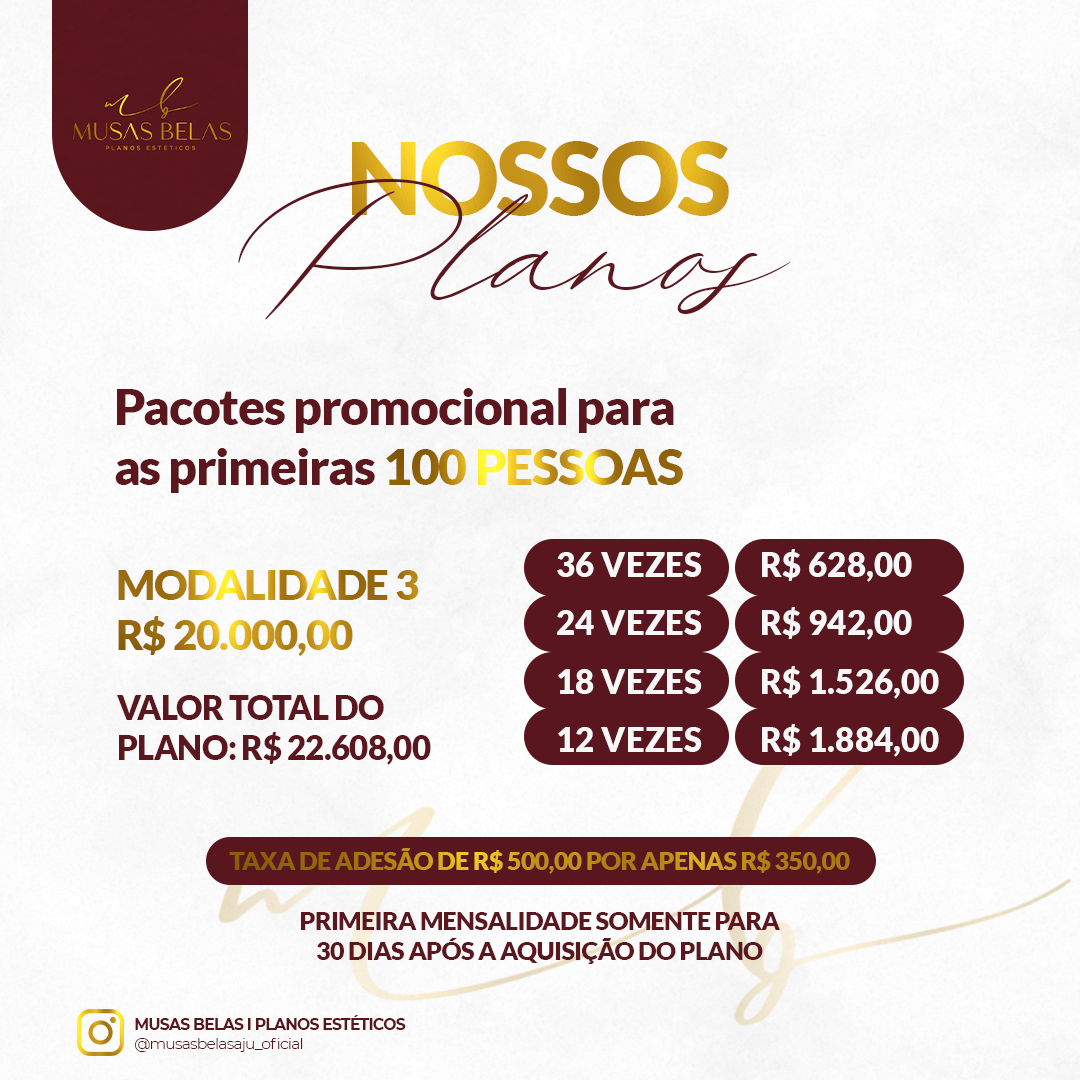 mb
MUSAS BELAS
PLANOS ESTÉTICOS
NOSSOS
Planos
Pacotes promocional para
as primeiras 100 PESSOAS
MODALIDADE 3
R$ 20.000,00
VALOR TOTAL DO
PLANO: R$ 22.608,00
36 VEZES R$ 628,00
24 VEZES R$ 942,00
18 VEZES R$ 1.526,00
12 VEZES R$ 1.884,00
TAXA DE ADESÃO DE R$ 500,00 POR APENAS R$ 350,00
PRIMEIRA MENSALIDADE SOMENTE PARA
30 DIAS APÓS A AQUISIÇÃO DO PLANO
mb
MUSAS BELAS I PLANOS ESTÉTICOS
@musasbelasaju_oficial